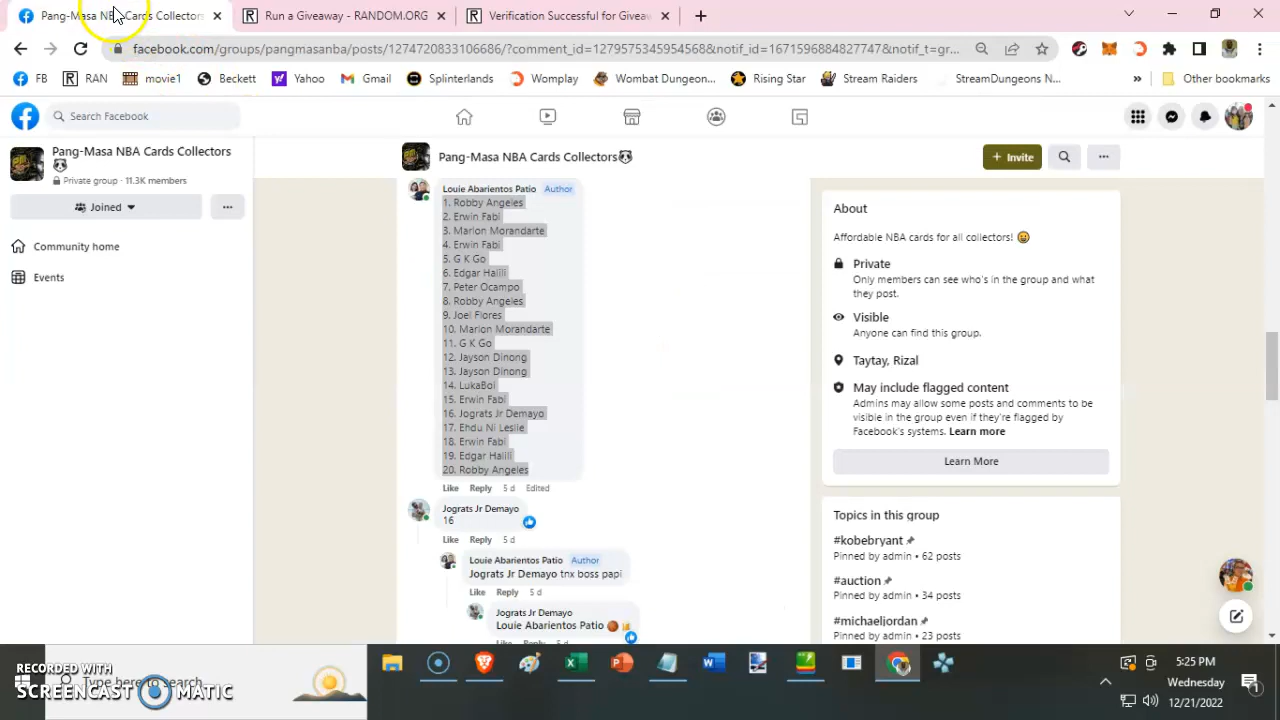 Pang-Masa NBA Cards Collectors
Run a Giveaway - RANDOM.ORG
Verification Successful for Giveaw
facebook.com/groups/pangmasanba/posts/1274720833106686/?comment_id=1279575345954568&notif_id=1671596884827747&notif_t=gr...
FB
RAN
movie1
Beckett
Yahoo
Gmail
Splinterlands
Womplay
Wombat Dungeon...
Rising Star
Stream Raiders
StreamDungeons N...
»
Other bookmarks
Search Facebook
Pang-Masa NBA Cards Collectors🐼
Private group · 11.3K members
Joined
Community home
Events
Pang-Masa NBA Cards Collectors🐼
+ Invite
Louie Abarientos Patio Author
1. Robby Angeles
2. Erwin Fabi
3. Marion Morandarte
4. Erwin Fabi
5. G K Go
6. Edgar Halili
7. Peter Ocampo
8. Robby Angeles
9. Joel Flores
10. Marion Morandarte
11. G K Go
12. Jayson Dinong
13. Jayson Dinong
14. LukaBoi
15. Erwin Fabi
16. Jograts Jr Demayo
17. Ehdu Ni Leslie
18. Erwin Fabi
19. Edgar Halili
20. Robby Angeles
Like Reply 5 d Edited
Jograts Jr Demayo
16
Like Reply 5 d
Louie Abarientos Patio Author
Jograts Jr Demayo tnx boss papi
Like Reply 5 d
Jograts Jr Demayo
Louie Abarientos Patio 🏀🍺
About
Affordable NBA cards for all collectors! 😀
Private
Only members can see who's in the group and what
they post.
Visible
Anyone can find this group.
Taytay, Rizal
May include flagged content
Admins may allow some posts and comments to be
visible in the group even if they're flagged by
Facebook's systems. Learn more
Learn More
Topics in this group
#kobebryant
Pinned by admin • 62 posts
#auction
Pinned by admin • 34 posts
#michaeljordan
Pinned by admin • 23 posts
RECORDED WITH
SCREENCAST MATIC
Type here to search
5:25 PM
Wednesday
12/21/2022
1